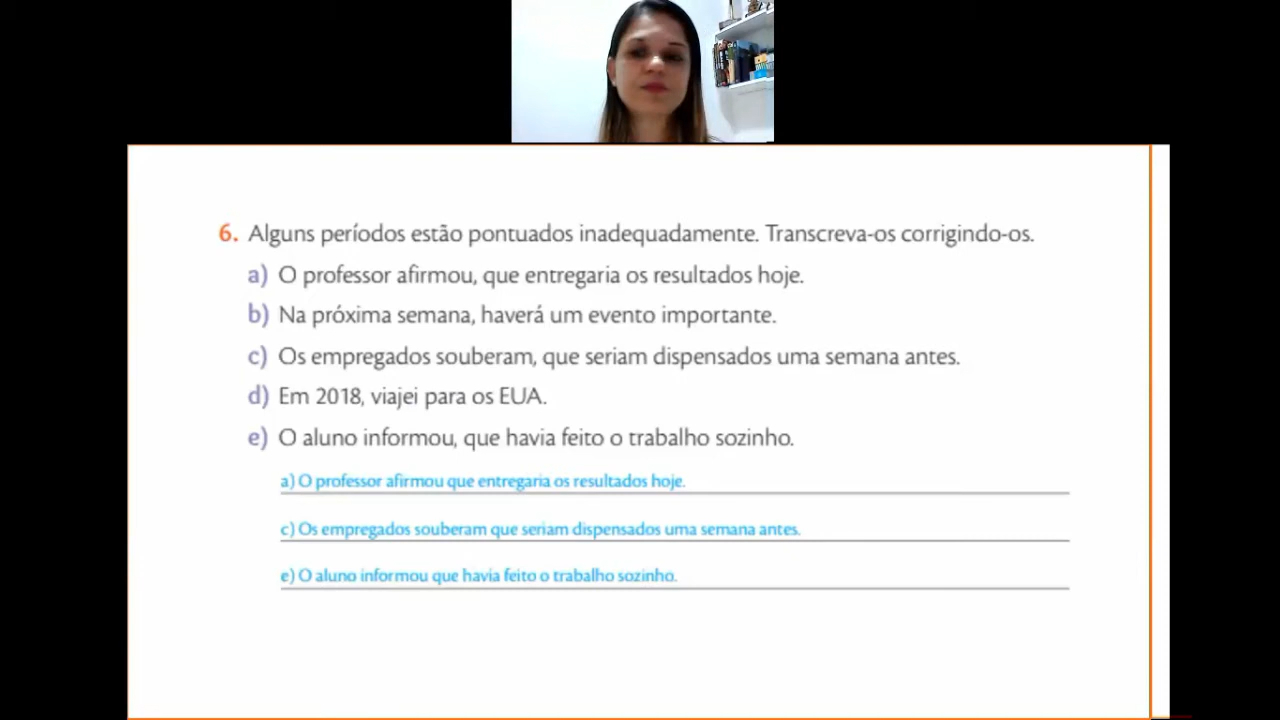 6. Alguns períodos estão pontuados inadequadamente. Transcreva-os corrigindo-os.
a) O professor afirmou, que entregaria os resultados hoje.
b) Na próxima semana, haverá um evento importante.
c) Os empregados souberam, que seriam dispensados uma semana antes.
d) Em 2018, viajei para os EUA.
e) O aluno informou, que havia feito o trabalho sozinho.
a) O professor afirmou que entregaria os resultados hoje.
c) Os empregados souberam que seriam dispensados uma semana antes.
e) O aluno informou que havia feito o trabalho sozinho.